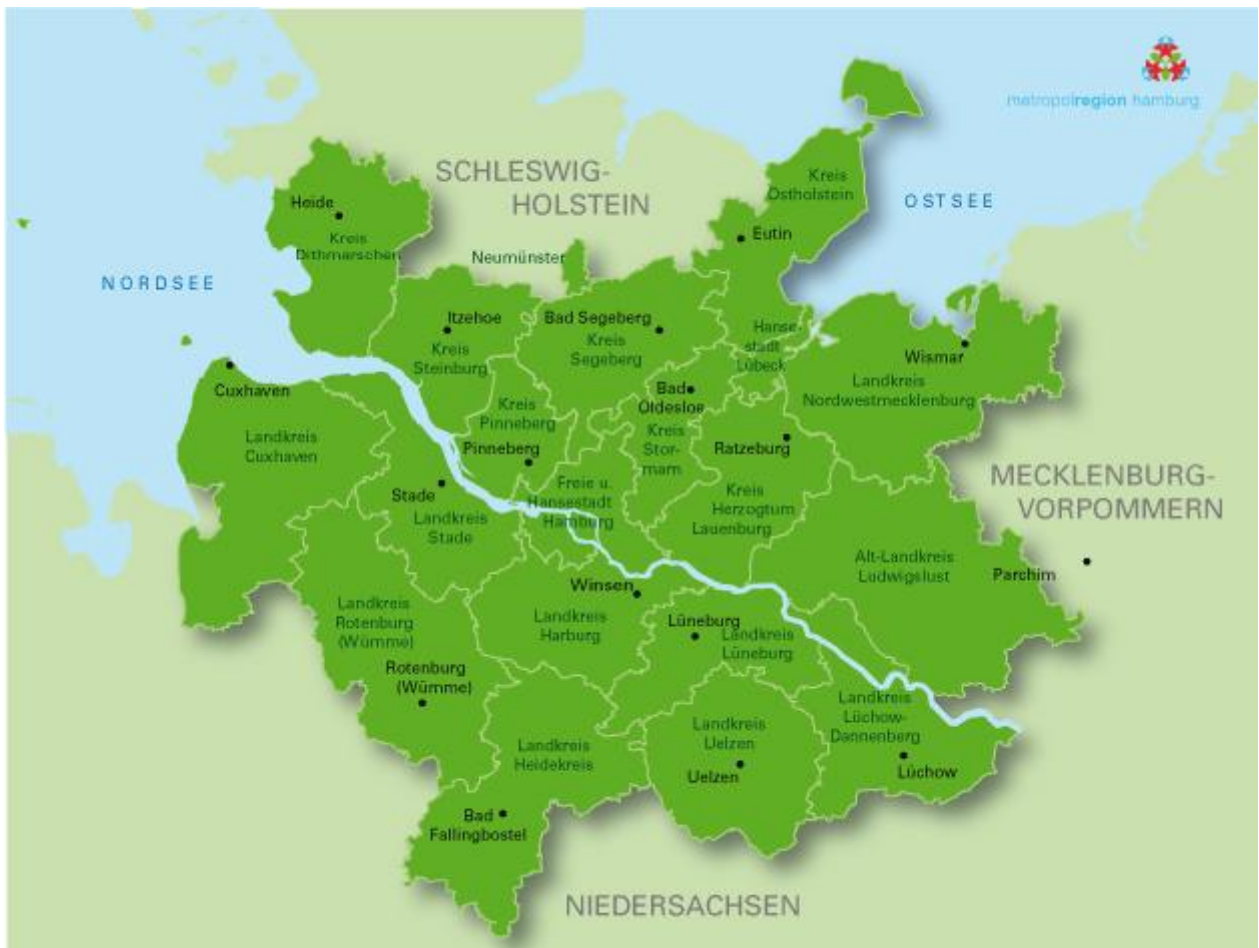 metropolregion hamburg
SCHLESWIG-
HOLSTEIN
Kreis
Ostholstein
OSTSEE
Heide
Kreis
Dithmarschen
Eutin
Neumünster
NORDSEE
Itzehoe
Kreis
Steinburg
Bad Segeberg
Kreis
Segeberg
Hanse-
stadt
Lübeck
Wismar
Landkreis
Nordwestmecklenburg
Cuxhaven
Landkreis
Cuxhaven
Kreis
Pinneberg
Pinneberg
Bad
Oldesloe
Kreis
Stor-
marn
Ratzeburg
Kreis
Herzogtum
Lauenburg
MECKLENBURG-
VORPOMMERN
Stade
Landkreis
Stade
Freie u.
Hansestadt
Hamburg
Alt-Landkreis
Ludwigslust
Parchim
Winsen
Landkreis
Harburg
Landkreis
Rotenburg
(Wümme)
Rotenburg
(Wümme)
Lüneburg
Landkreis
Lüneburg
Landkreis
Lüchow-
Dannenberg
Lüchow
Landkreis
Uelzen
Uelzen
Landkreis
Heidekreis
Bad
Fallingbostel
NIEDERSACHSEN